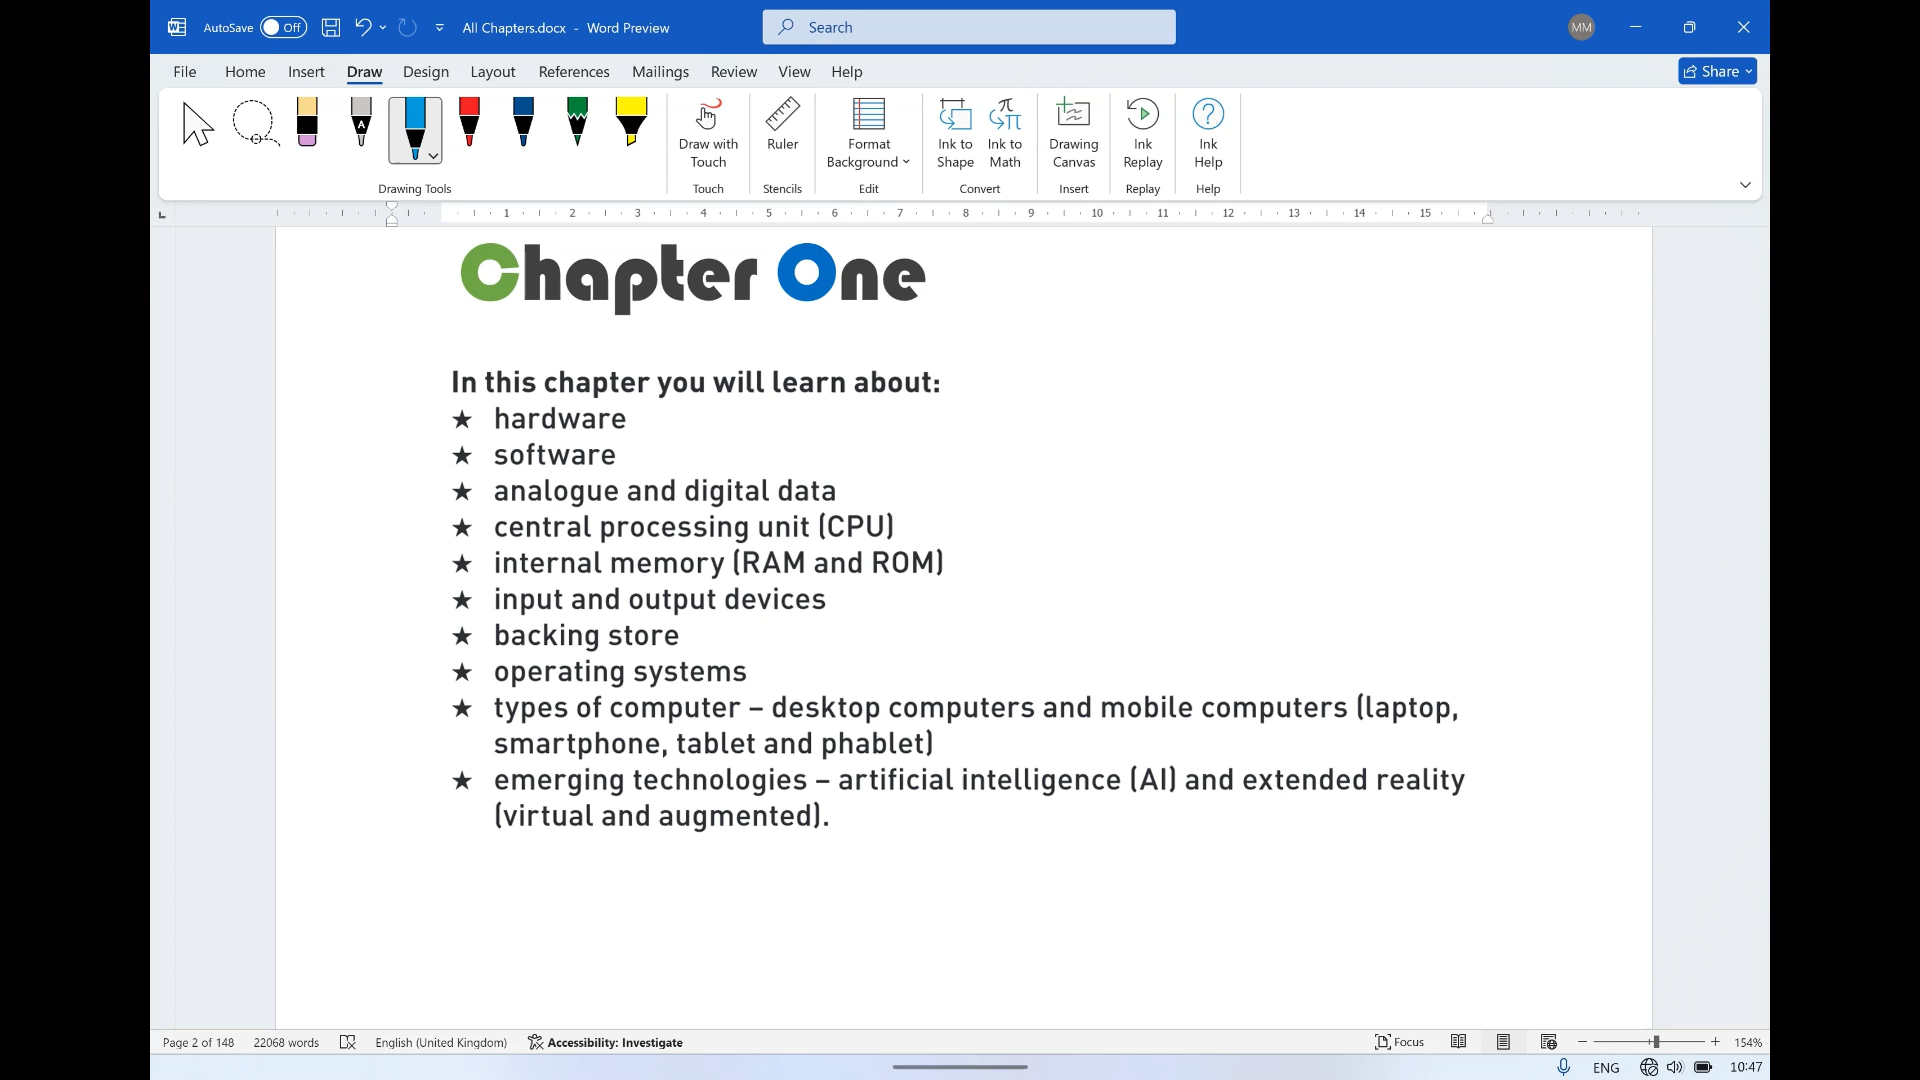 AutoSave Off All Chapters.docx - Word Preview Search MM
File Home Insert Draw Design Layout References Mailings Review View Help Share
A
Draw with Touch
Ruler
Format Background
Ink to Shape
Ink to Math
Drawing Canvas
Ink Replay
Ink Help
Drawing Tools Touch Stencils Edit Convert Insert Replay Help
1 2 3 4 5 6 7 8 9 10 11 12 13 14 15
Chapter One
In this chapter you will learn about:
★ hardware
★ software
★ analogue and digital data
★ central processing unit (CPU)
★ internal memory (RAM and ROM)
★ input and output devices
★ backing store
★ operating systems
★ types of computer – desktop computers and mobile computers (laptop,
smartphone, tablet and phablet)
★ emerging technologies – artificial intelligence (AI) and extended reality
(virtual and augmented).
Page 2 of 148 22068 words English (United Kingdom) Accessibility: Investigate Focus 154%
ENG 10:47